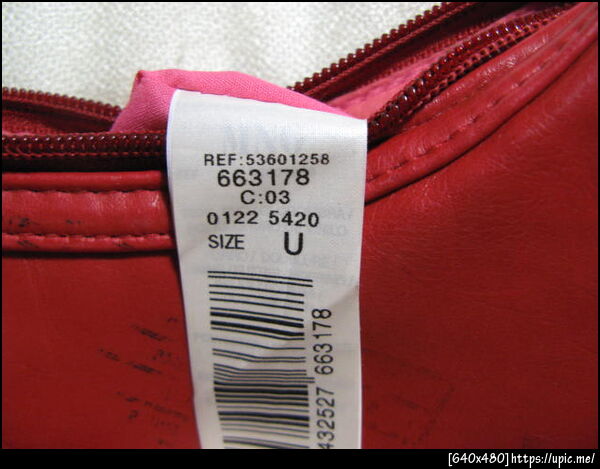 REF:53601258
663178
C:03
0122 5420
SIZE U
432527 663178
[640x480]https://upic.me/